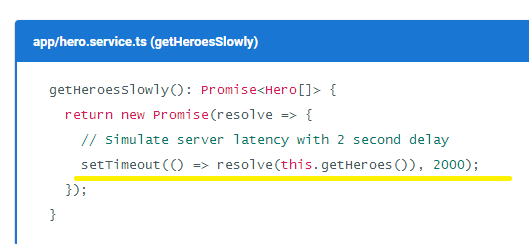 app/hero.service.ts (getHeroesSlowly)
getHeroesSlowly(): Promise<Hero[]> {
  return new Promise(resolve => {
    // Simulate server latency with 2 second delay
    setTimeout(() => resolve(this.getHeroes()), 2000);
  });
}